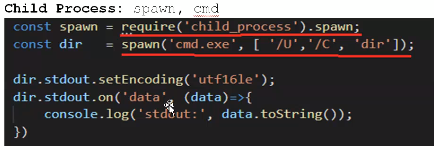 Child Process: spawn, cmd
const spawn = require('child_process').spawn;
const dir = spawn('cmd.exe', [ '/U','/C', 'dir']);
dir.stdout.setEncoding('utf16le');
dir.stdout.on('data', (data)=>{
console.log('stdout:', data.toString());
})